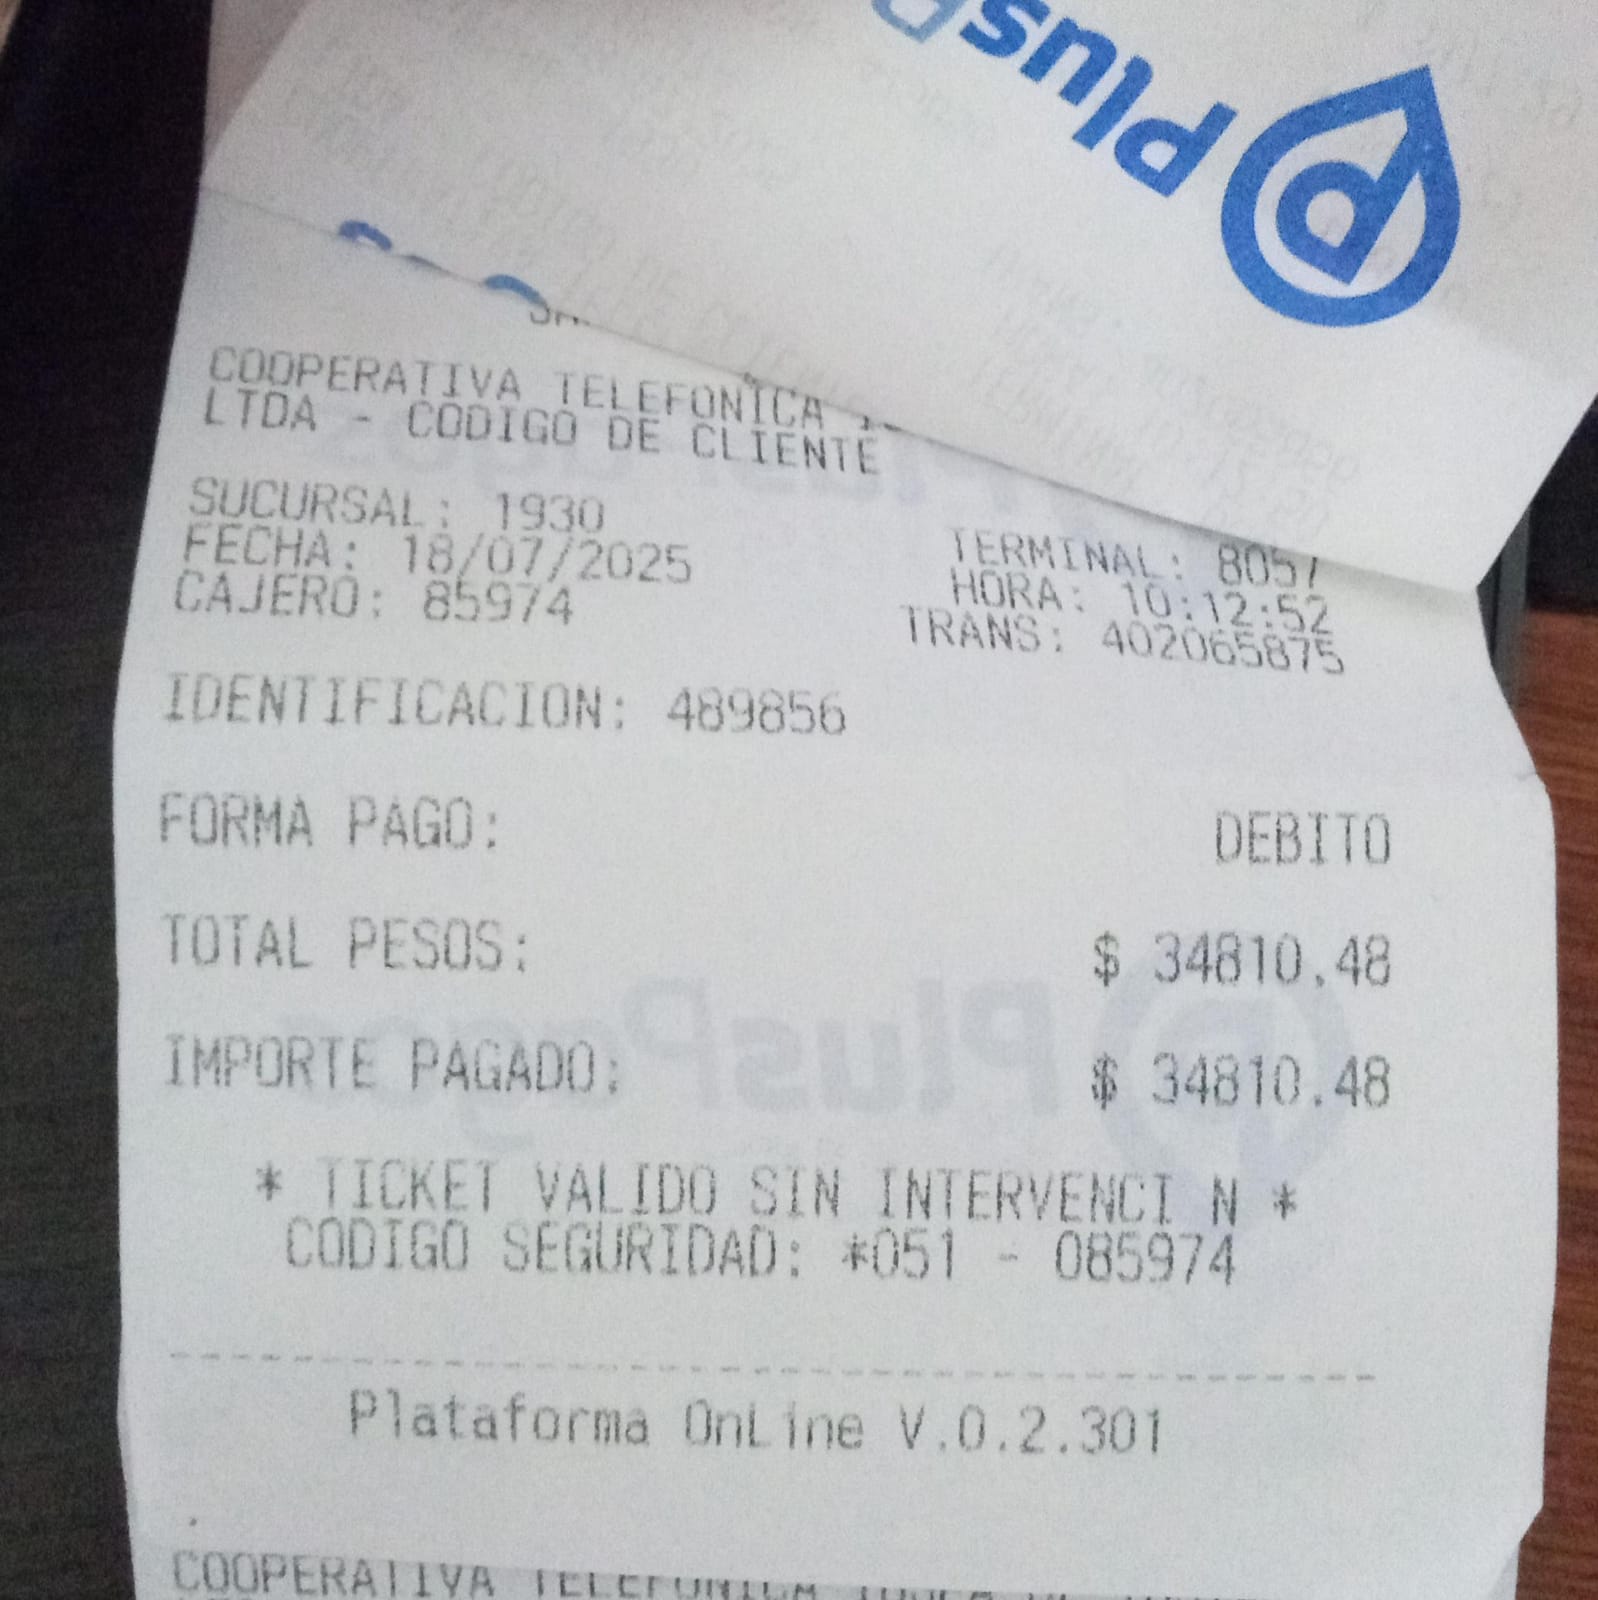 PlusP
COOPERATIVA TELEFONICA
LTDA - CODIGO DE CLIENTE
SUCURSAL: 1930
TERMINAL: 8057
FECHA: 18/07/2025
HORA: 10:12:52
CAJERO: 85974
TRANS: 402065875
IDENTIFICACION: 489856
FORMA PAGO: DEBITO
TOTAL PESOS: $ 34810.48
IMPORTE PAGADO: $ 34810.48
* TICKET VALIDO SIN INTERVENCI N *
CODIGO SEGURIDAD: *051 - 085974
Plataforma OnLine V.0.2.301
COOPERATIVA TELEFONICA